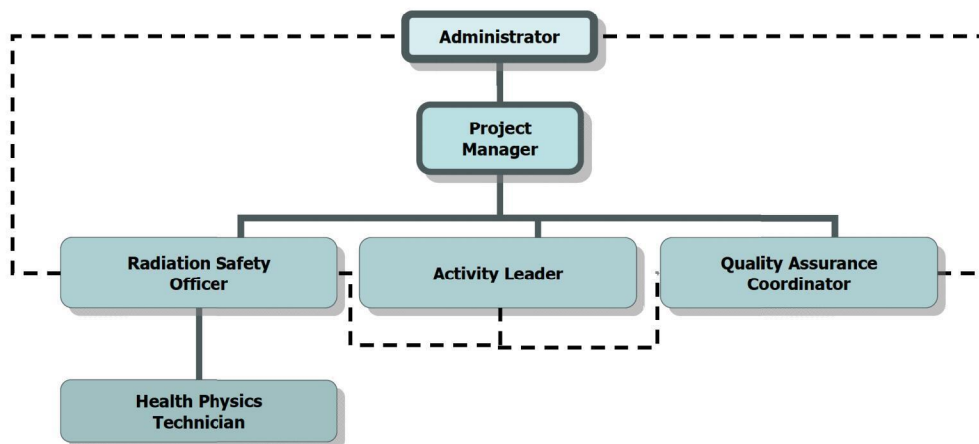 Administrator
Project
Manager
Radiation Safety
Officer
Activity Leader
Quality Assurance
Coordinator
Health Physics
Technician